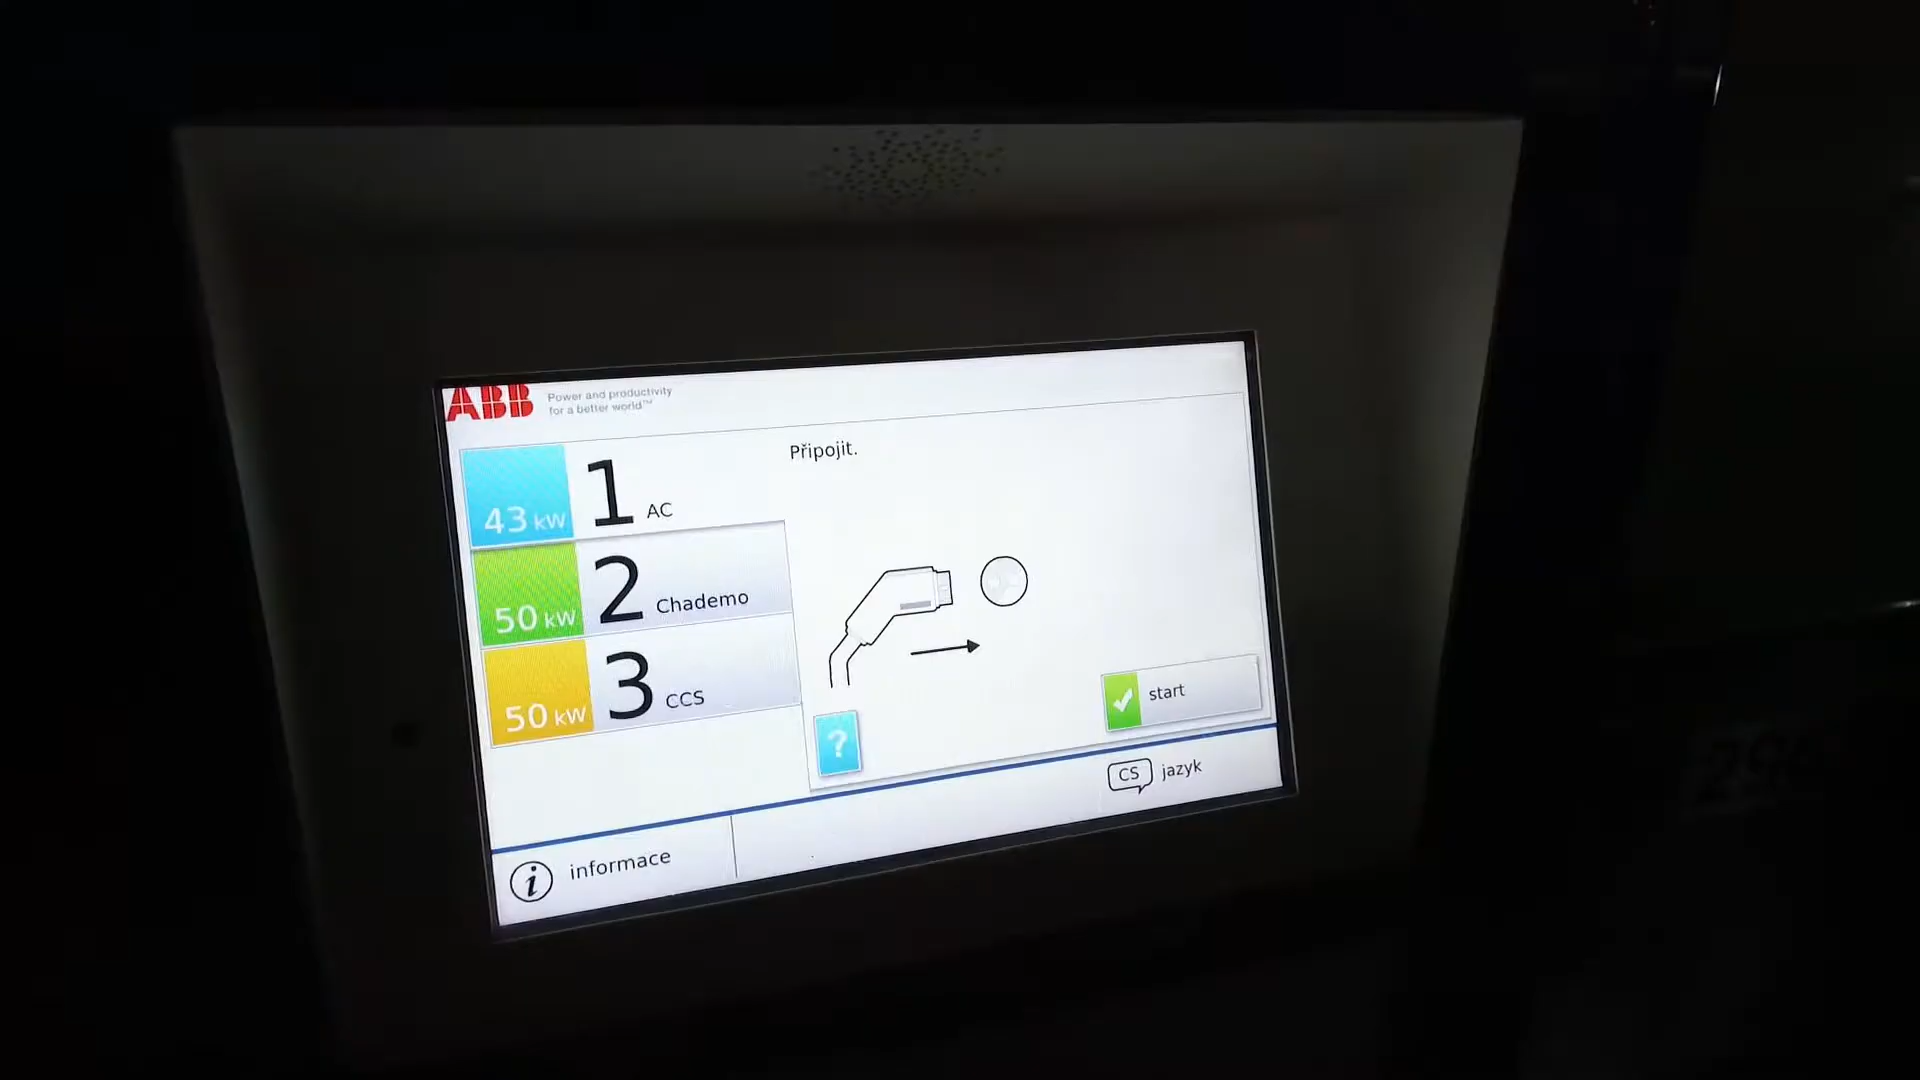 ABB
Power and productivity
for a better world™
Připojit.
43 kW 1 AC
50 kW 2 Chademo
50 kW 3 CCS
?
start
CS jazyk
i informace